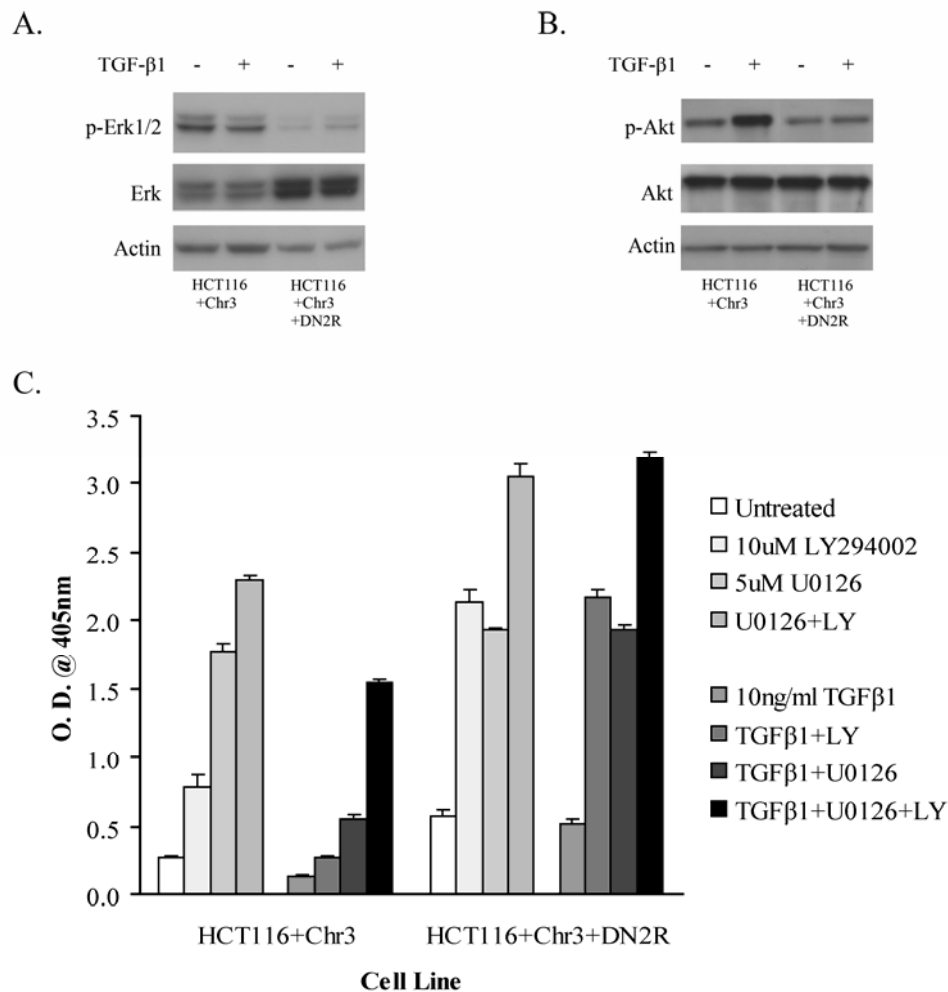 A.
TGF-β1 - + - +
p-Erk1/2
Erk
Actin
HCT116 HCT116
+Chr3 +Chr3
+DN2R
B.
TGF-β1 - + - +
p-Akt
Akt
Actin
HCT116 HCT116
+Chr3 +Chr3
+DN2R
C.
O. D. @ 405nm
3.5
3.0
2.5
2.0
1.5
1.0
0.5
0.0
HCT116+Chr3 HCT116+Chr3+DN2R
Cell Line
Untreated
10uM LY294002
5uM U0126
U0126+LY
10ng/ml TGFβ1
TGFβ1+LY
TGFβ1+U0126
TGFβ1+U0126+LY